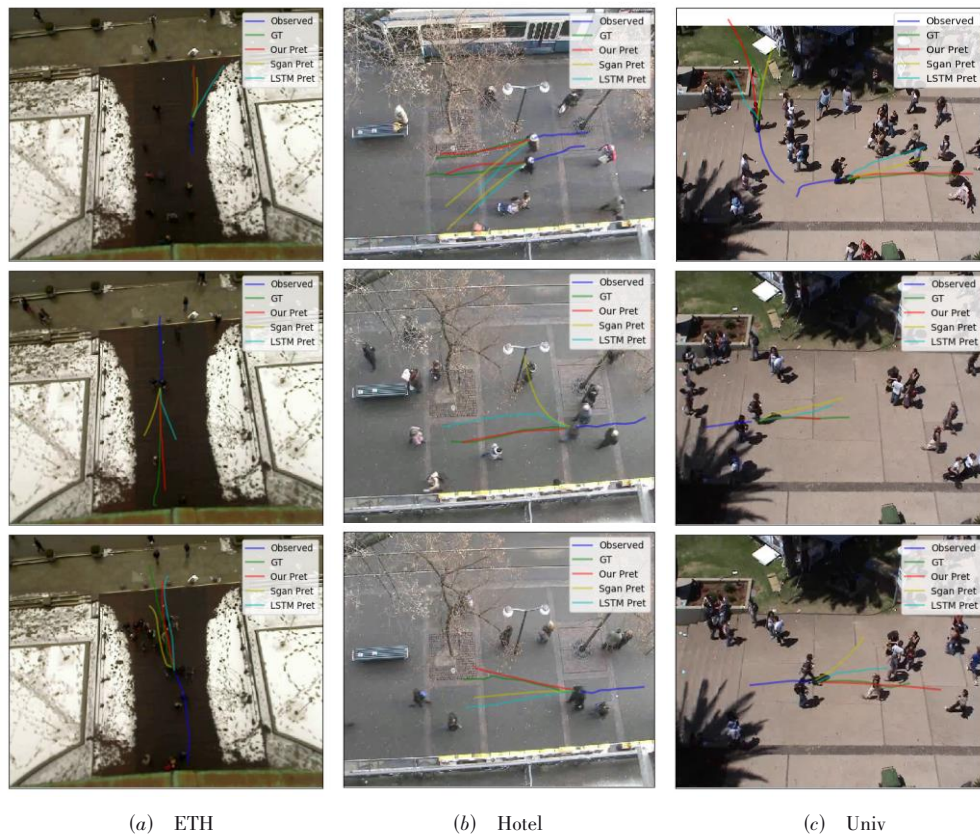 Observed
GT
Our Pret
Sgan Pret
LSTM Pret
Observed
GT
Our Pret
Sgan Pret
LSTM Pret
Observed
GT
Our Pret
Sgan Pret
LSTM Pret
Observed
GT
Our Pret
Sgan Pret
LSTM Pret
Observed
GT
Our Pret
Sgan Pret
LSTM Pret
Observed
GT
Our Pret
Sgan Pret
LSTM Pret
Observed
GT
Our Pret
Sgan Pret
LSTM Pret
Observed
GT
Our Pret
Sgan Pret
LSTM Pret
Observed
GT
Our Pret
Sgan Pret
LSTM Pret
(a) ETH
(b) Hotel
(c) Univ